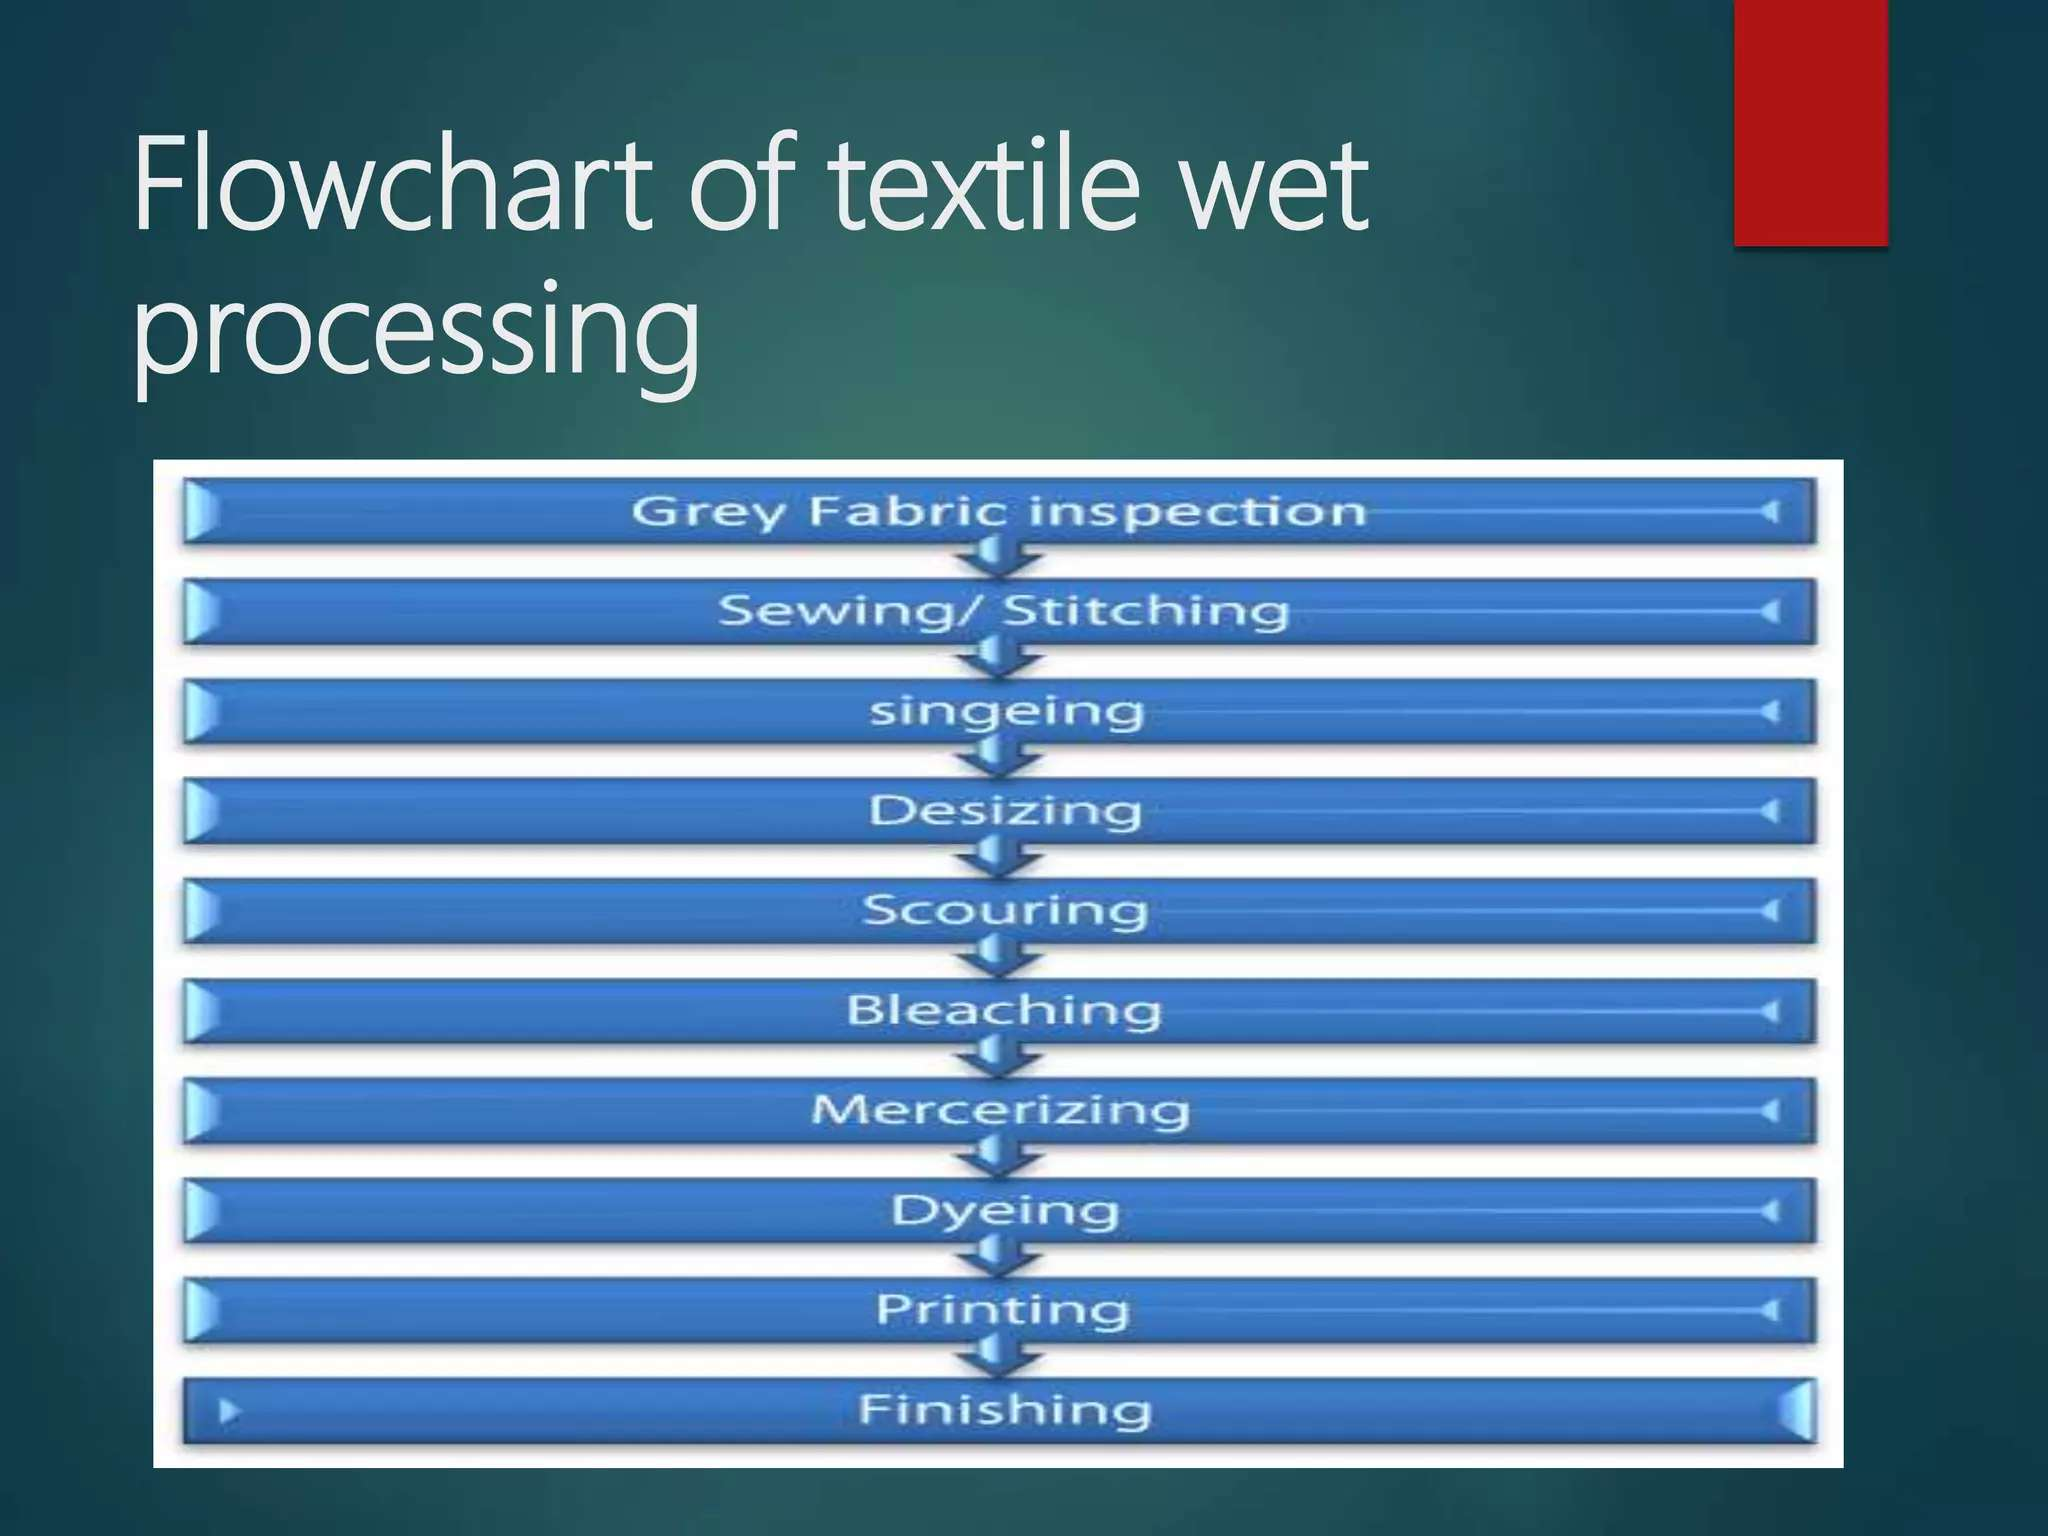 Flowchart of textile wet
processing
Grey Fabric inspection
Sewing/ Stitching
singeing
Desizing
Scouring
Bleaching
Mercerizing
Dyeing
Printing
Finishing